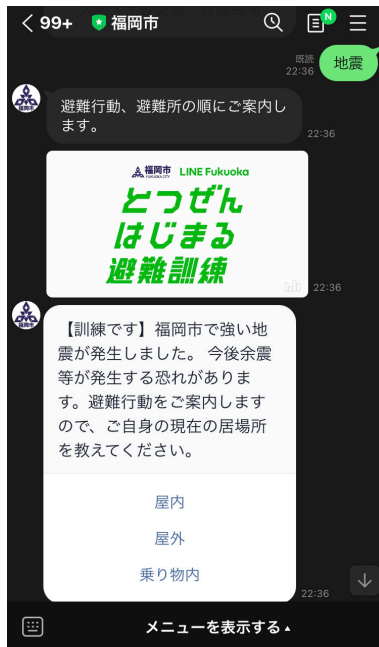 99+
福岡市
N
既読
22:36
地震
避難行動、避難所の順にご案内し
ます。
22:36
福岡市 LINE Fukuoka
FUKUOKA CITY
とつぜん
はじまる
避難訓練
22:36
【訓練です】福岡市で強い地
震が発生しました。 今後余震
等が発生する恐れがありま
す。避難行動をご案内します
ので、ご自身の現在の居場所
を教えてください。
屋内
屋外
乗り物内
22:36
メニューを表示する▲